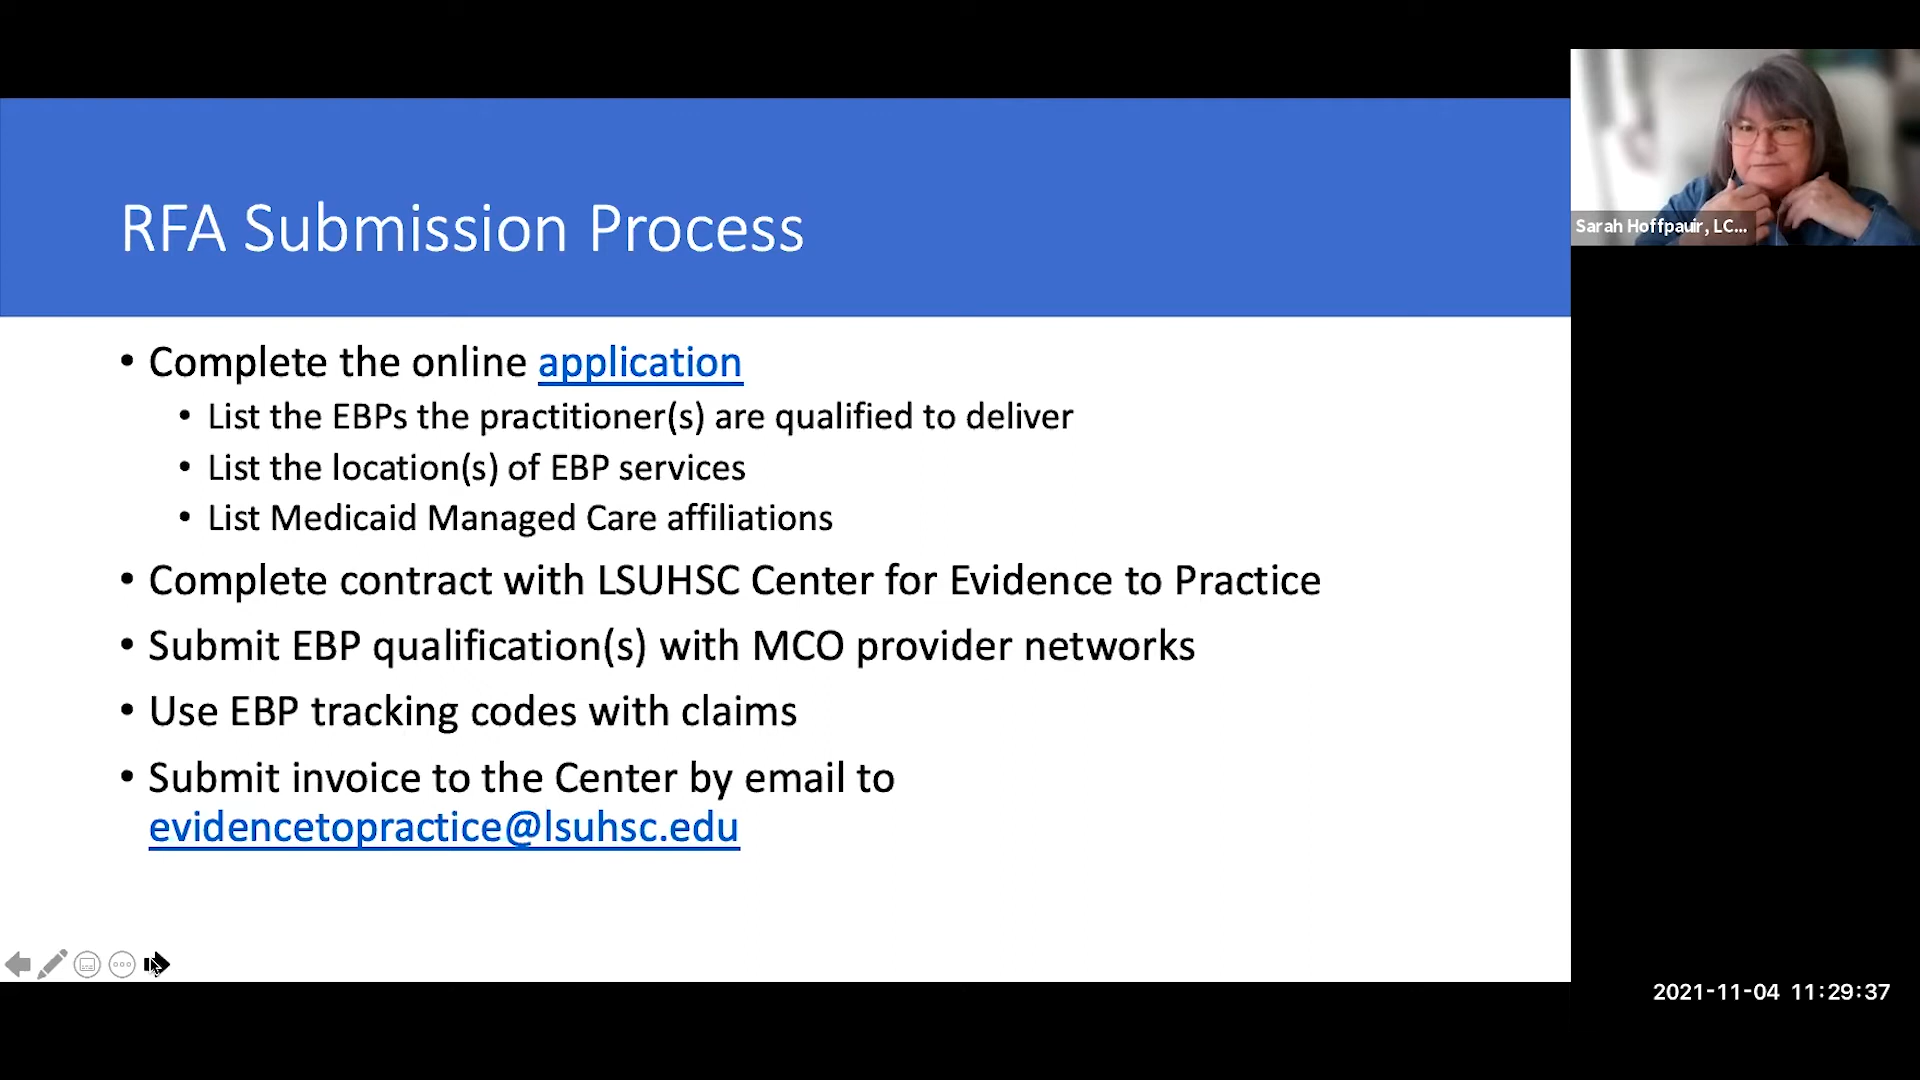 RFA Submission Process
Sarah Hoffpauir, LC...
• Complete the online application
• List the EBPs the practitioner(s) are qualified to deliver
• List the location(s) of EBP services
• List Medicaid Managed Care affiliations
• Complete contract with LSUHSC Center for Evidence to Practice
• Submit EBP qualification(s) with MCO provider networks
• Use EBP tracking codes with claims
• Submit invoice to the Center by email to
evidencetopractice@lsuhsc.edu
2021-11-04 11:29:37